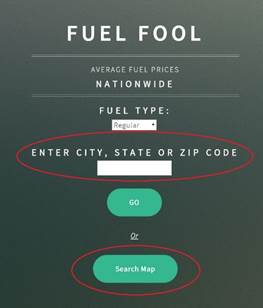 FUEL FOOL
AVERAGE FUEL PRICES
NATIONWIDE
FUEL TYPE:
Regular
ENTER CITY, STATE OR ZIP CODE
GO
Or
Search Map